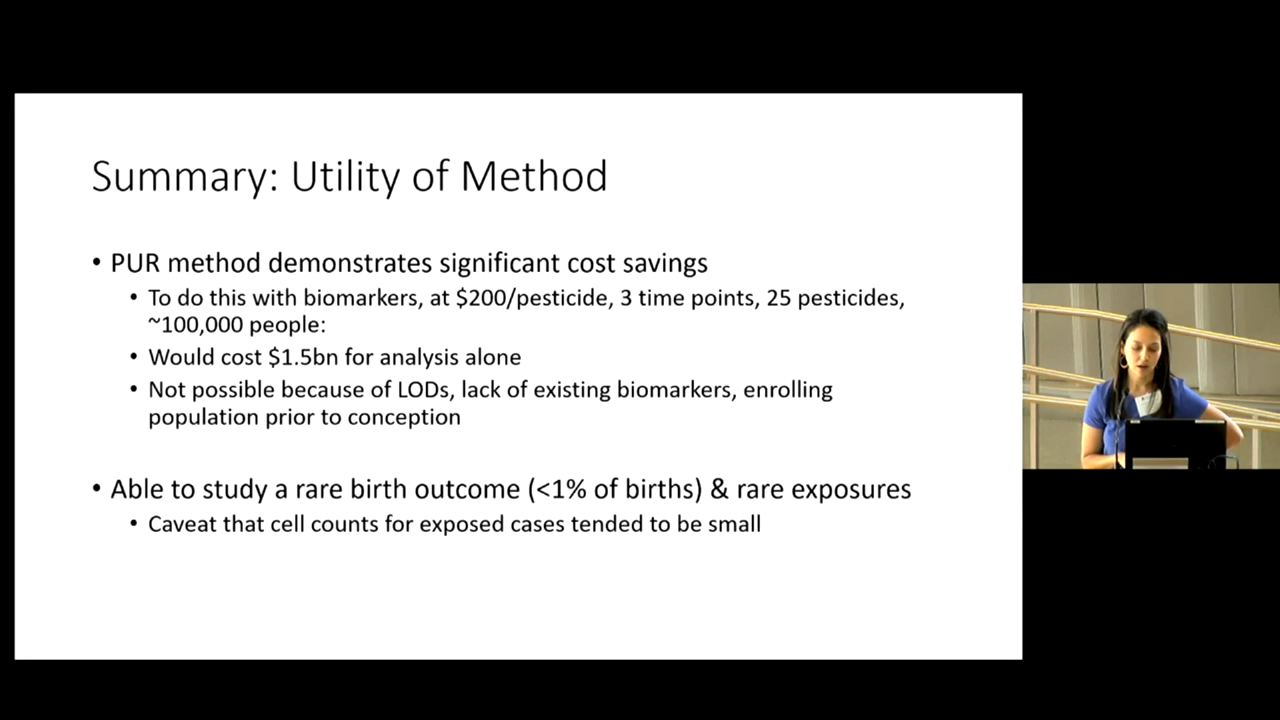 Summary: Utility of Method
• PUR method demonstrates significant cost savings
• To do this with biomarkers, at $200/pesticide, 3 time points, 25 pesticides,
~100,000 people:
• Would cost $1.5bn for analysis alone
• Not possible because of LODs, lack of existing biomarkers, enrolling
population prior to conception
• Able to study a rare birth outcome (<1% of births) & rare exposures
• Caveat that cell counts for exposed cases tended to be small